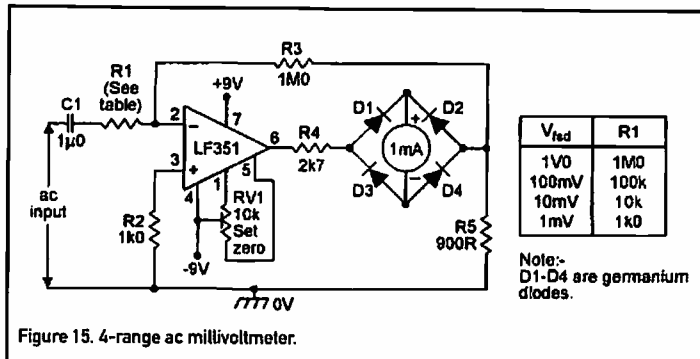 R3
1M0
R1
(See
table)
+9V
D1
D2
C1
1µ0
2
7
6
R4
2k7
+
1mA
−
−
LF351
3
+
1
5
4
D3
D4
ac
input
R2
1k0
RV1
10k
Set
zero
-9V
R5
900R
0V
Vfsd R1
1V0 1M0
100mV 100k
10mV 10k
1mV 1k0
Note:-
D1-D4 are germanium
diodes.
Figure 15. 4-range ac millivoltmeter.